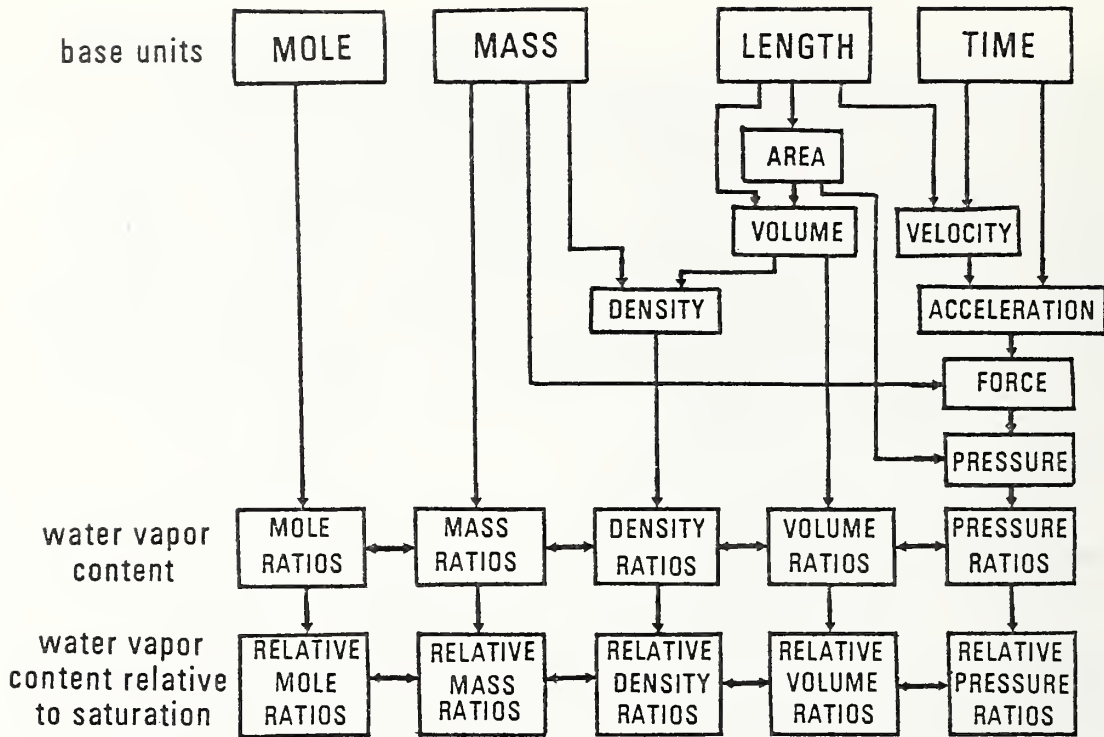 base units
MOLE
MASS
LENGTH
TIME
AREA
VOLUME
VELOCITY
DENSITY
ACCELERATION
FORCE
PRESSURE
water vapor
content
MOLE
RATIOS
MASS
RATIOS
DENSITY
RATIOS
VOLUME
RATIOS
PRESSURE
RATIOS
water vapor
content relative
to saturation
RELATIVE
MOLE
RATIOS
RELATIVE
MASS
RATIOS
RELATIVE
DENSITY
RATIOS
RELATIVE
VOLUME
RATIOS
RELATIVE
PRESSURE
RATIOS